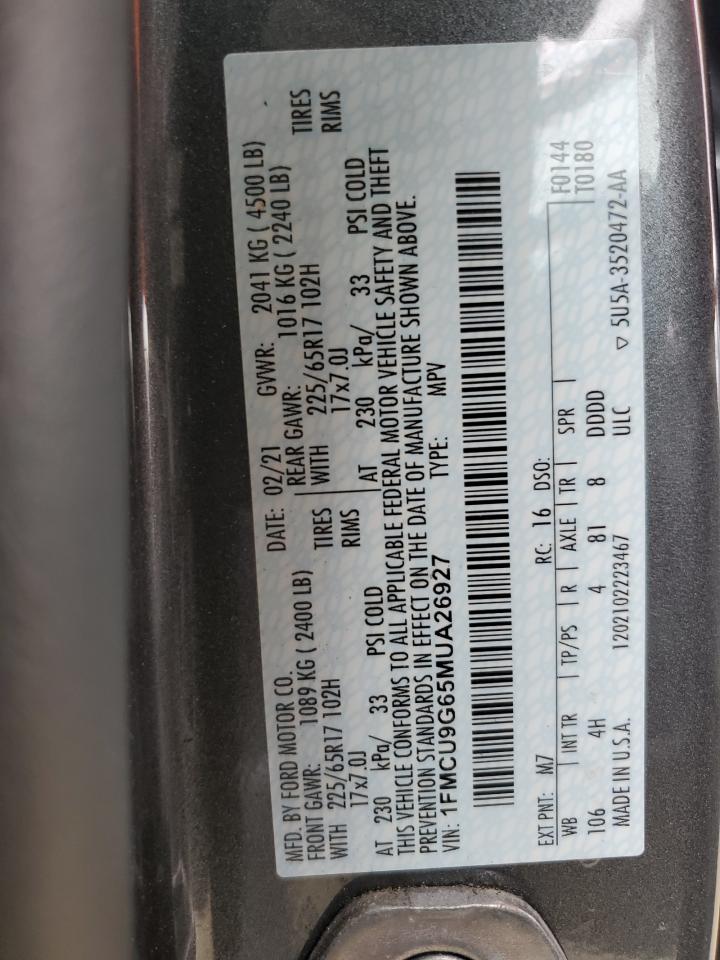 MFD. BY FORD MOTOR CO.
DATE: 02/21 GVWR: 2041 KG ( 4500 LB)
FRONT GAWR: 1089 KG ( 2400 LB) REAR GAWR: 1016 KG ( 2240 LB)
WITH 225/65R17 102H TIRES WITH 225/65R17 102H TIRES
17x7.0J RIMS 17x7.0J RIMS
AT 230 kPa/ 33 PSI COLD AT 230 kPa/ 33 PSI COLD
THIS VEHICLE CONFORMS TO ALL APPLICABLE FEDERAL MOTOR VEHICLE SAFETY AND THEFT
PREVENTION STANDARDS IN EFFECT ON THE DATE OF MANUFACTURE SHOWN ABOVE.
VIN: 1FMCU9G65MUA26927 TYPE: MPV
EXT PNT: M7 RC: 16 DSO:
WB INT TR TP/PS R AXLE TR SPR F0144
106 4H 4 81 8 DDDD T0180
MADE IN U.S.A. 1202102223467 ULC ▽ 5U5A-3520472-AA